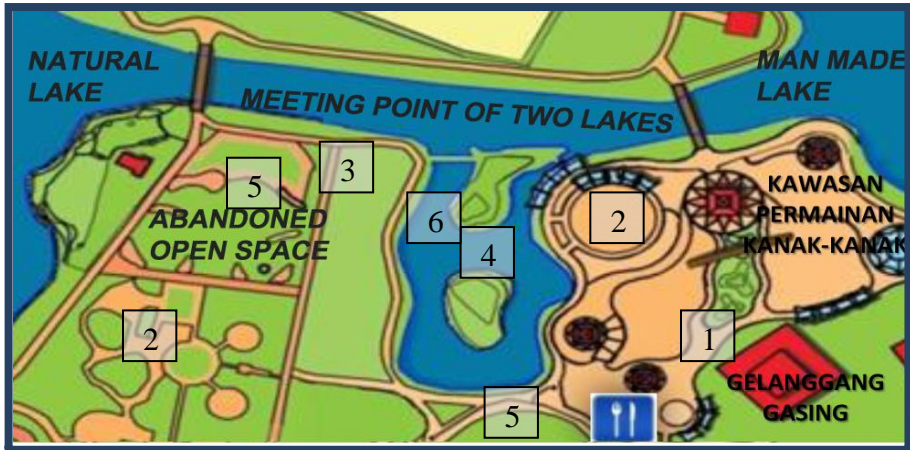 NATURAL
LAKE
MEETING POINT OF TWO LAKES
MAN MADE
LAKE
3
5
ABANDONED
OPEN SPACE
6
4
2
KAWASAN
PERMAINAN
KANAK-KANAK
2
1
GELANGGANG
GASING
5